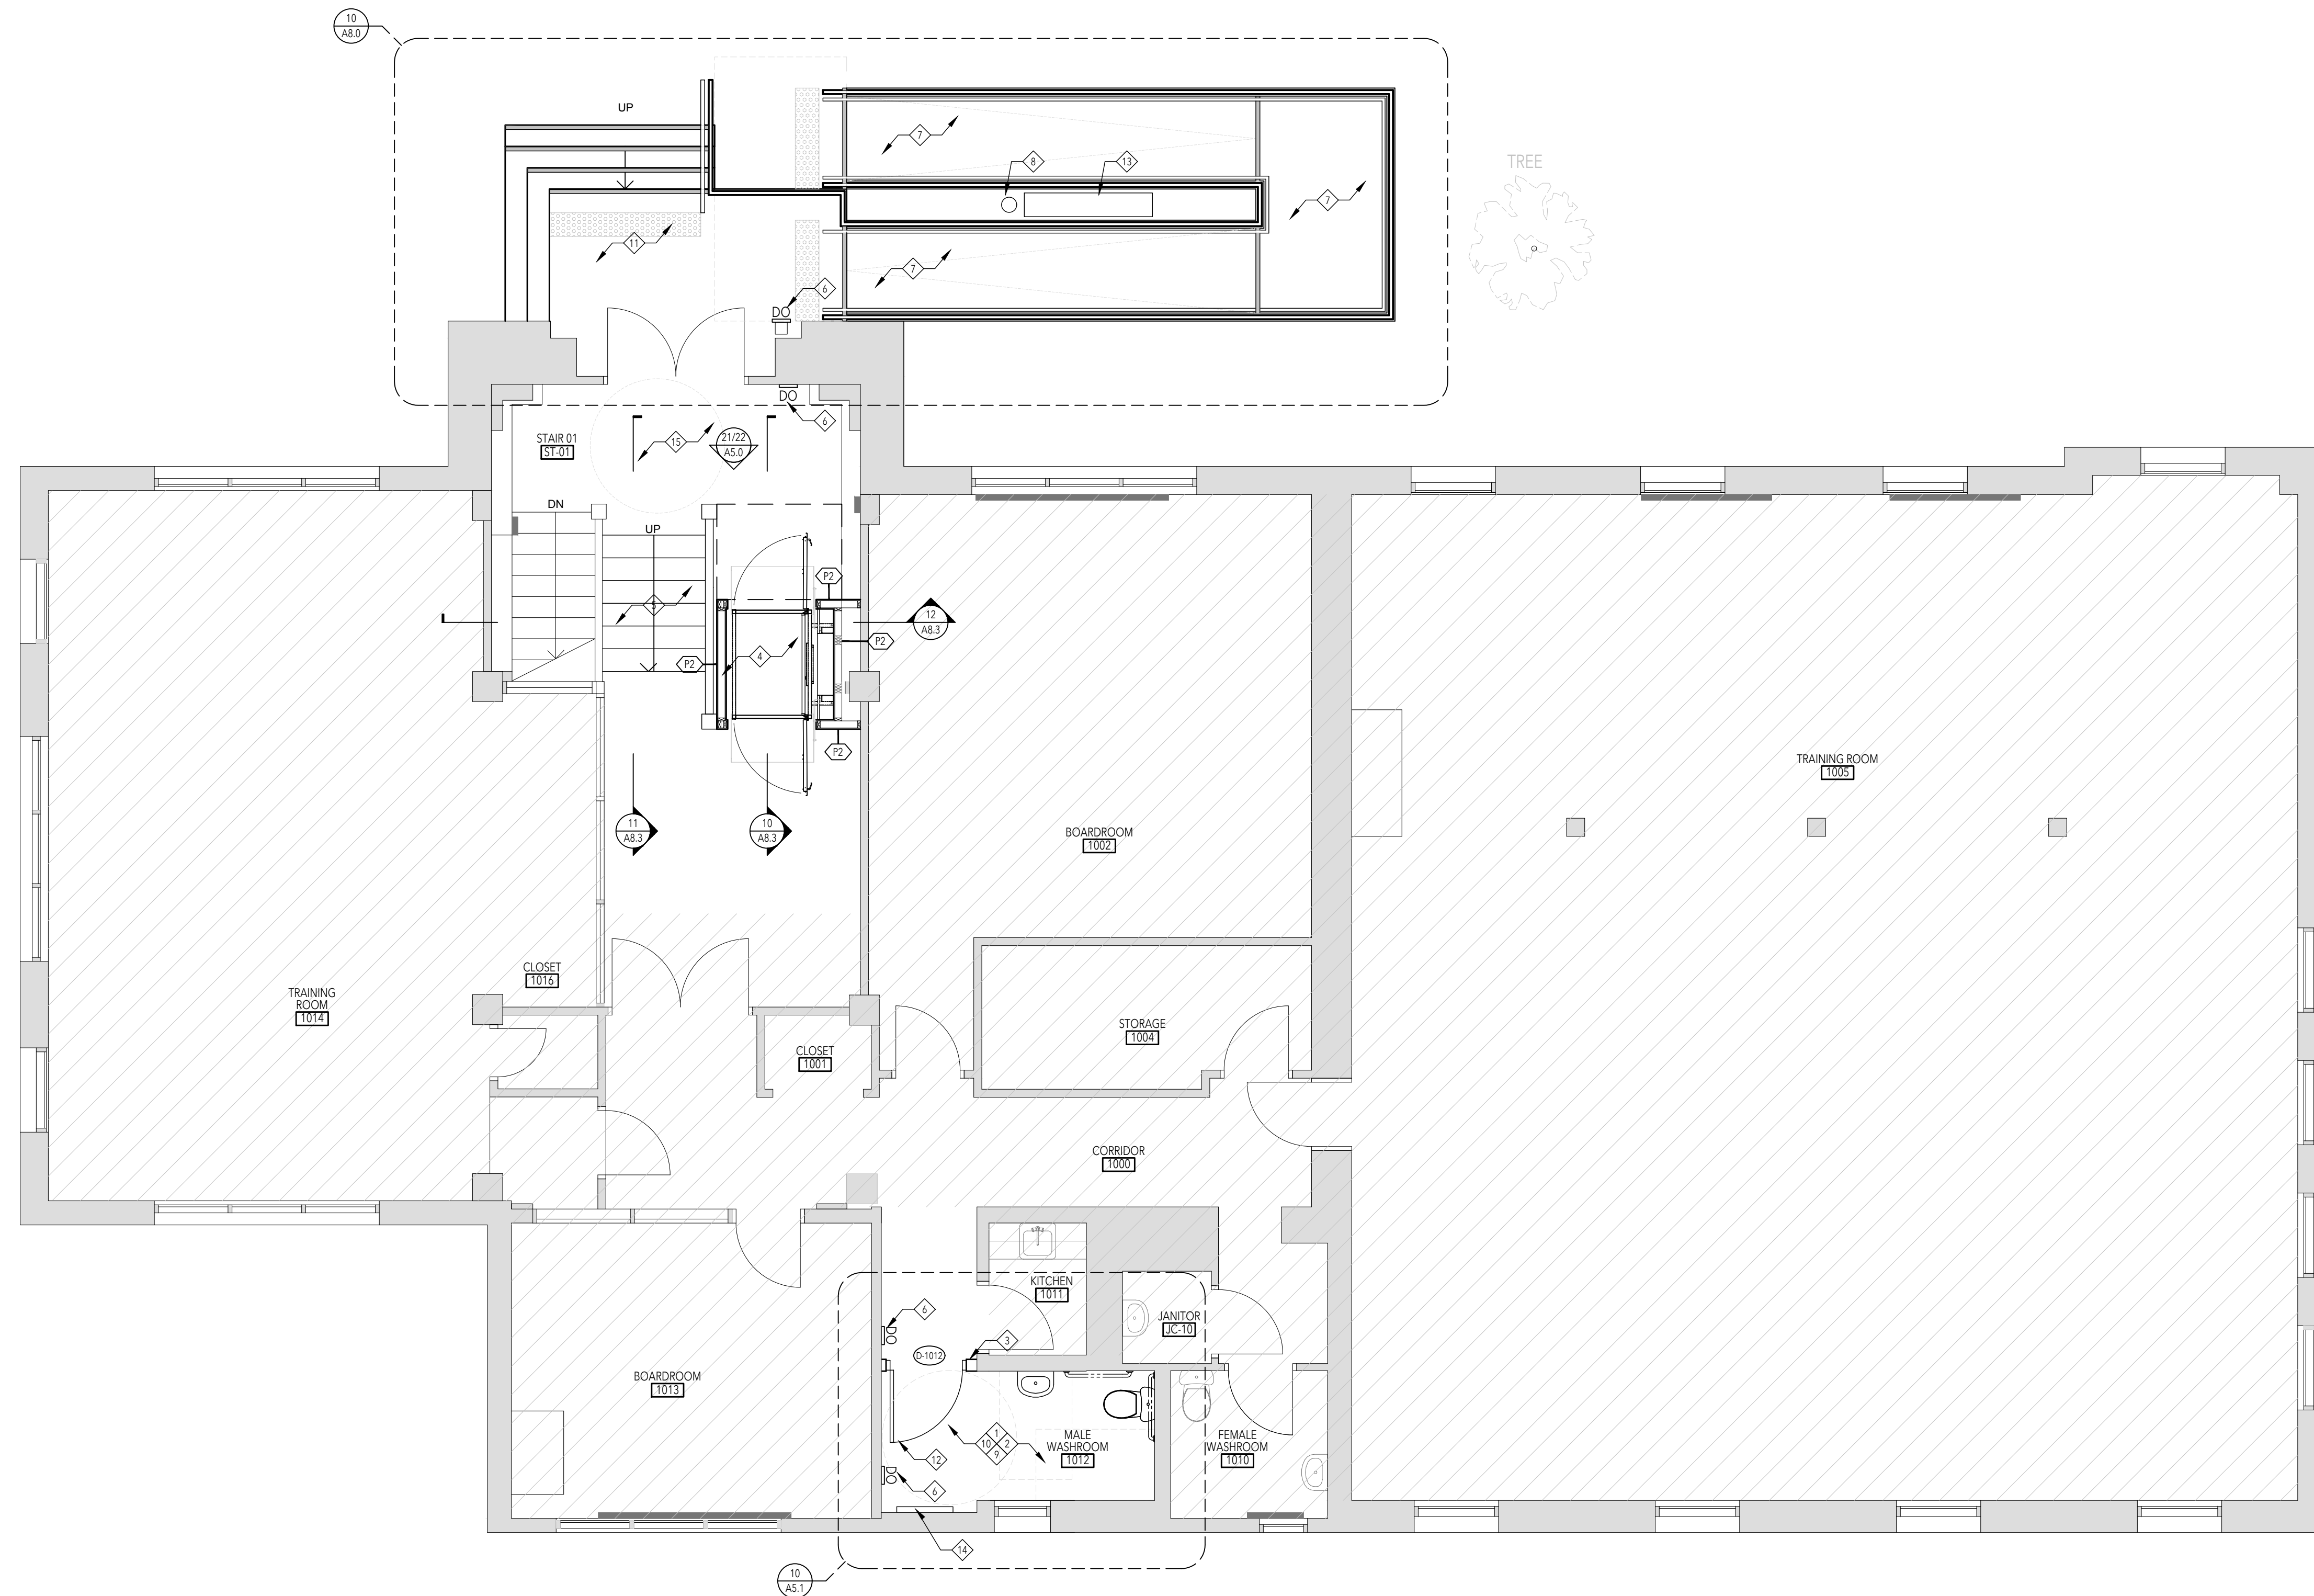 10
A8.0
UP
7
8
13
TREE
7
11
7
6
DO
DO
6
STAIR 01
ST-01
15
21/22
A5.0
DN
UP
P2
5
12
A8.3
P2
4
P2
P2
11
A8.3
10
A8.3
TRAINING ROOM
1005
BOARDROOM
1002
CLOSET
1016
TRAINING
ROOM
1014
STORAGE
1004
CLOSET
1001
CORRIDOR
1000
KITCHEN
1011
JANITOR
JC-10
6
DO
3
D-1012
BOARDROOM
1013
1
10 2
9
MALE
WASHROOM
1012
FEMALE
WASHROOM
1010
12
DO
6
14
10
A5.1